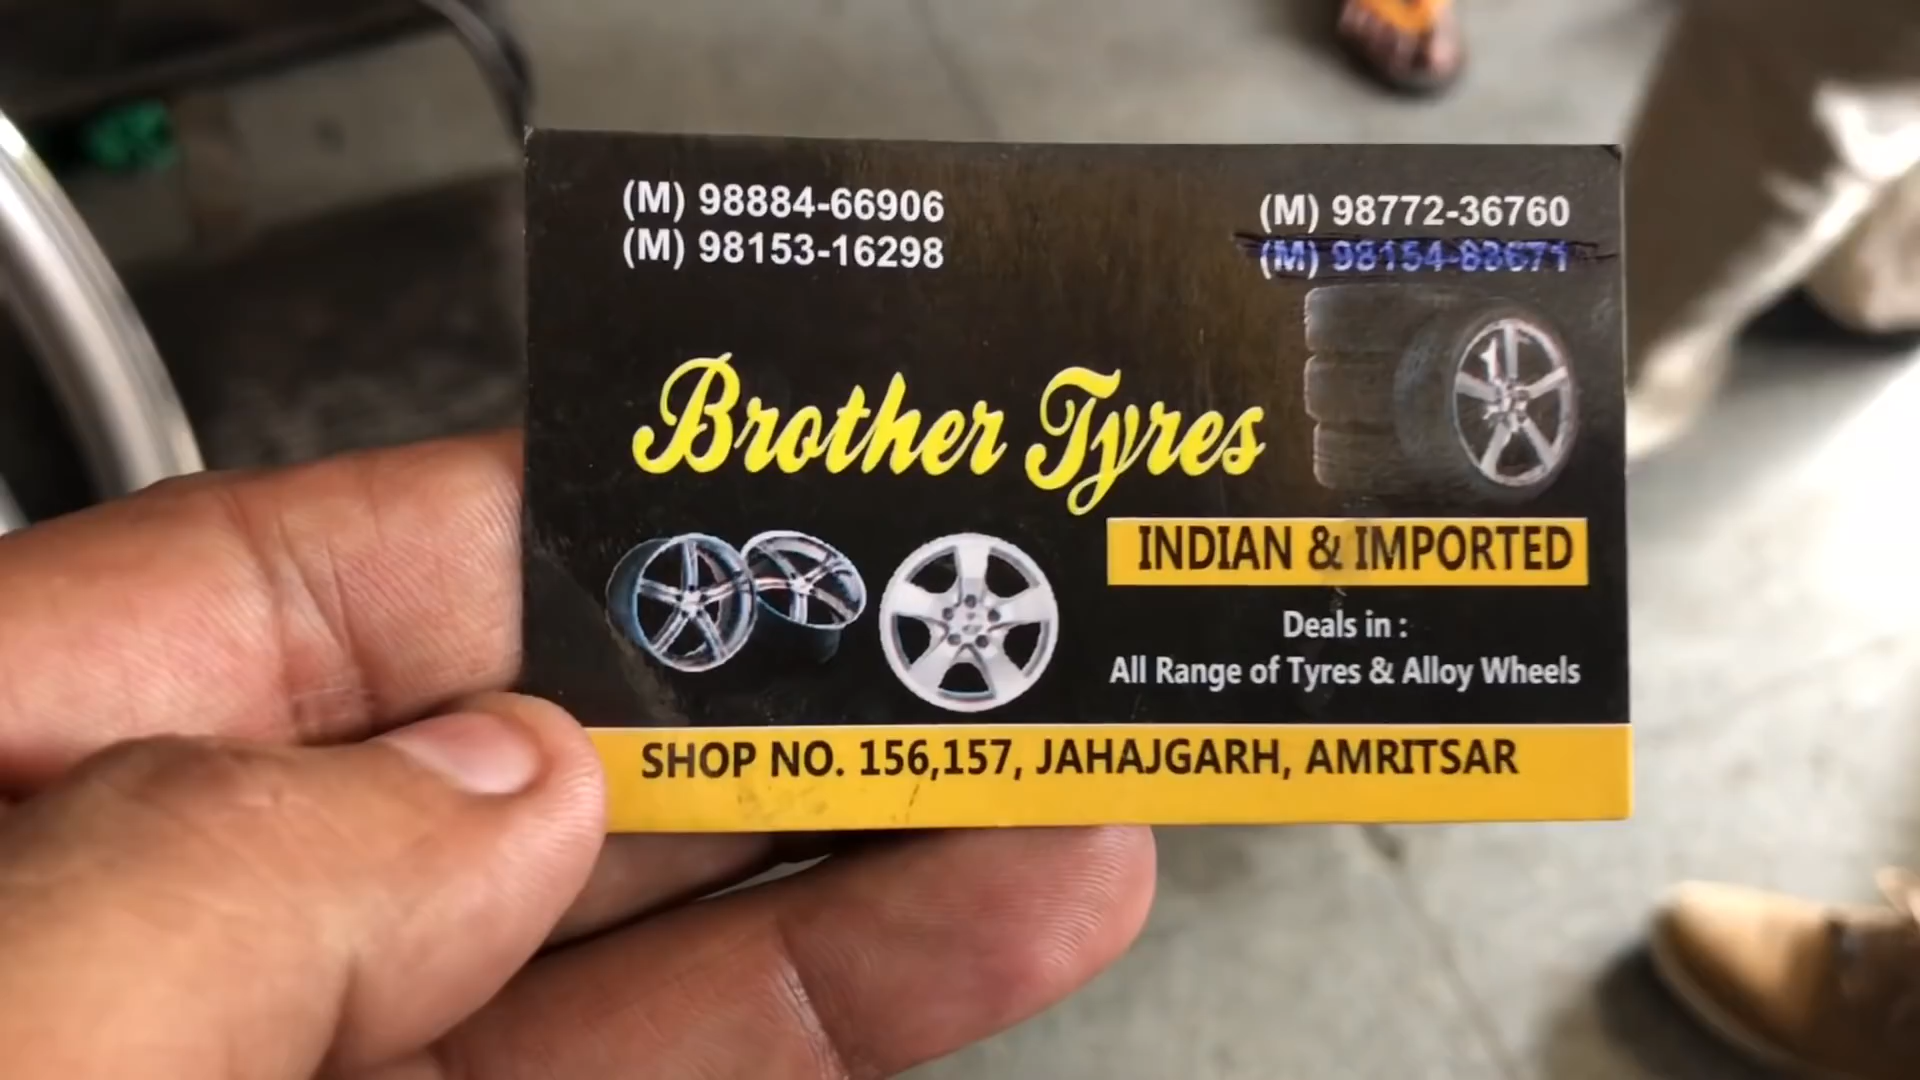 (M) 98884-66906
(M) 98153-16298
(M) 98772-36760
(M)
Brother Tyres
INDIAN & IMPORTED
Deals in :
All Range of Tyres & Alloy Wheels
SHOP NO. 156,157, JAHAJGARH, AMRITSAR